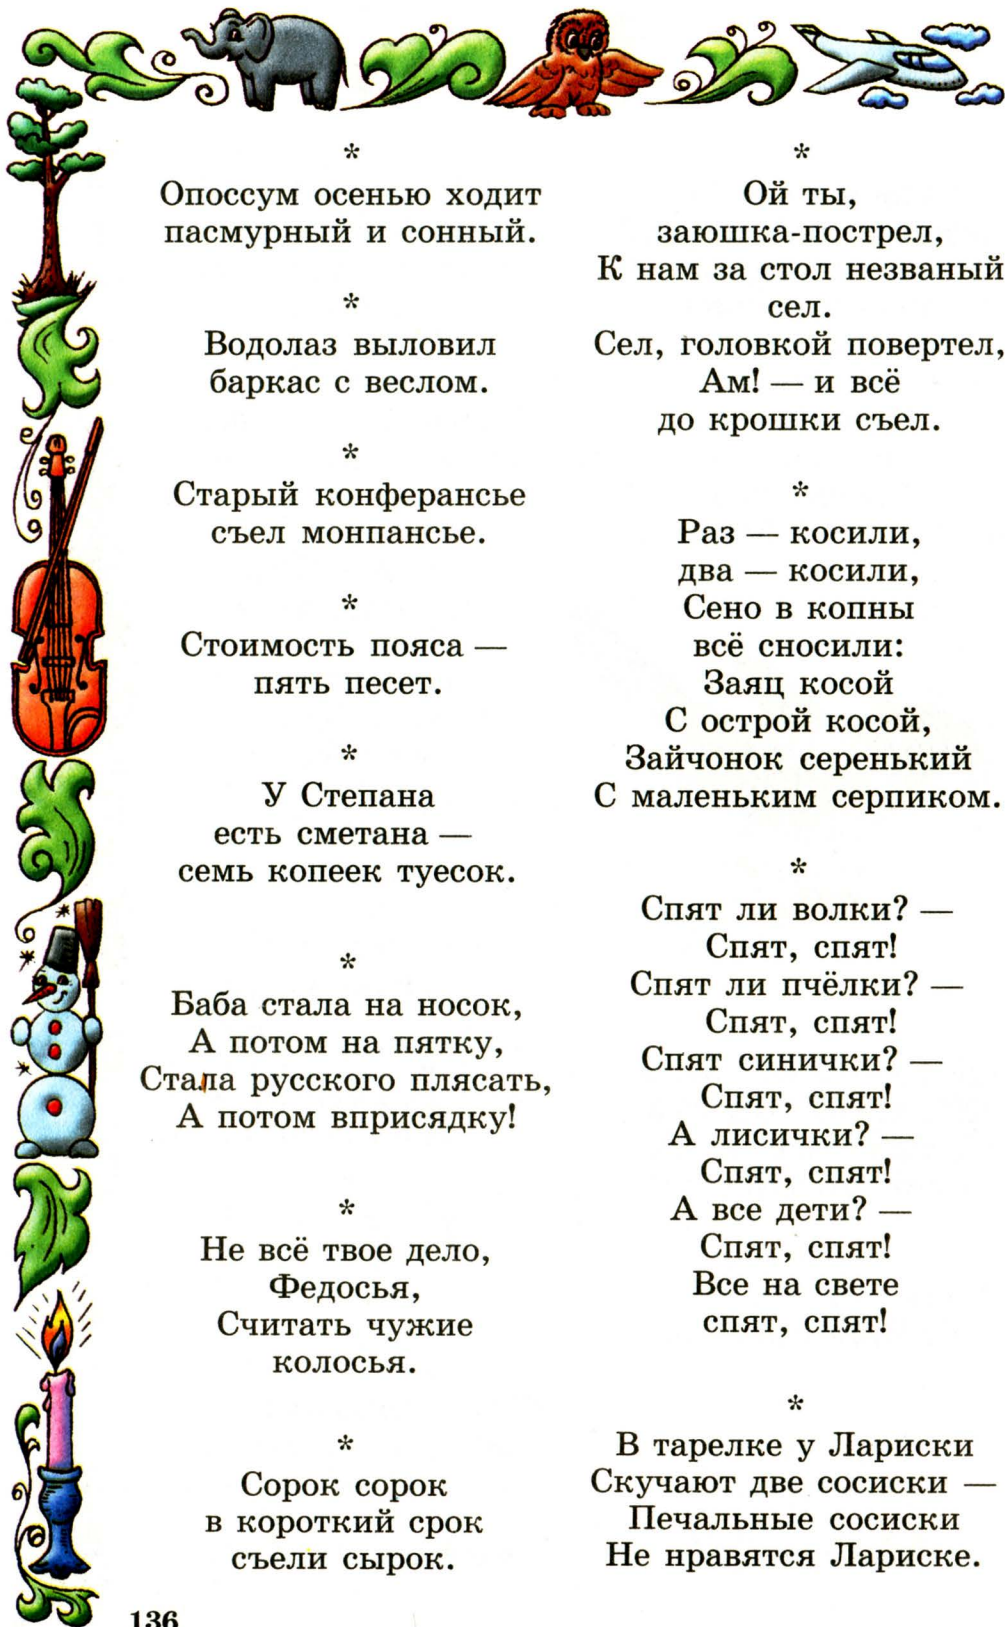 *
Опоссум осенью ходит
пасмурный и сонный.
*
Водолаз выловил
баркас с веслом.
*
Старый конферансье
съел монпансье.
*
Стоимость пояса —
пять песет.
*
У Степана
есть сметана —
семь копеек туесок.
*
Баба стала на носок,
А потом на пятку,
Стала русского плясать,
А потом вприсядку!
*
Не всё твое дело,
Федосья,
Считать чужие
колосья.
*
Сорок сорок
в короткий срок
съели сырок.
*
Ой ты,
заюшка-пострел,
К нам за стол незваный
сел.
Сел, головкой повертел,
Ам! — и всё
до крошки съел.
*
Раз — косили,
два — косили,
Сено в копны
всё сносили:
Заяц косой
С острой косой,
Зайчонок серенький
С маленьким серпиком.
*
Спят ли волки? —
Спят, спят!
Спят ли пчёлки? —
Спят, спят!
Спят синички? —
Спят, спят!
А лисички? —
Спят, спят!
А все дети? —
Спят, спят!
Все на свете
спят, спят!
*
В тарелке у Лариски
Скучают две сосиски —
Печальные сосиски
Не нравятся Лариске.
136